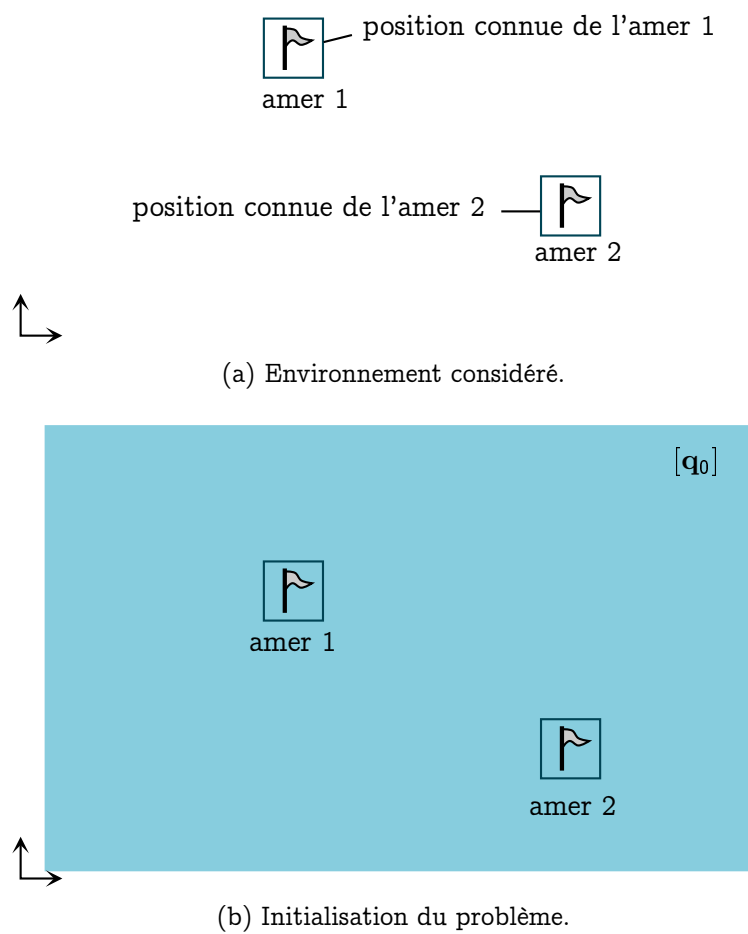 position connue de l'amer 1
amer 1
position connue de l'amer 2
amer 2
(a) Environnement considéré.
[q₀]
amer 1
amer 2
(b) Initialisation du problème.